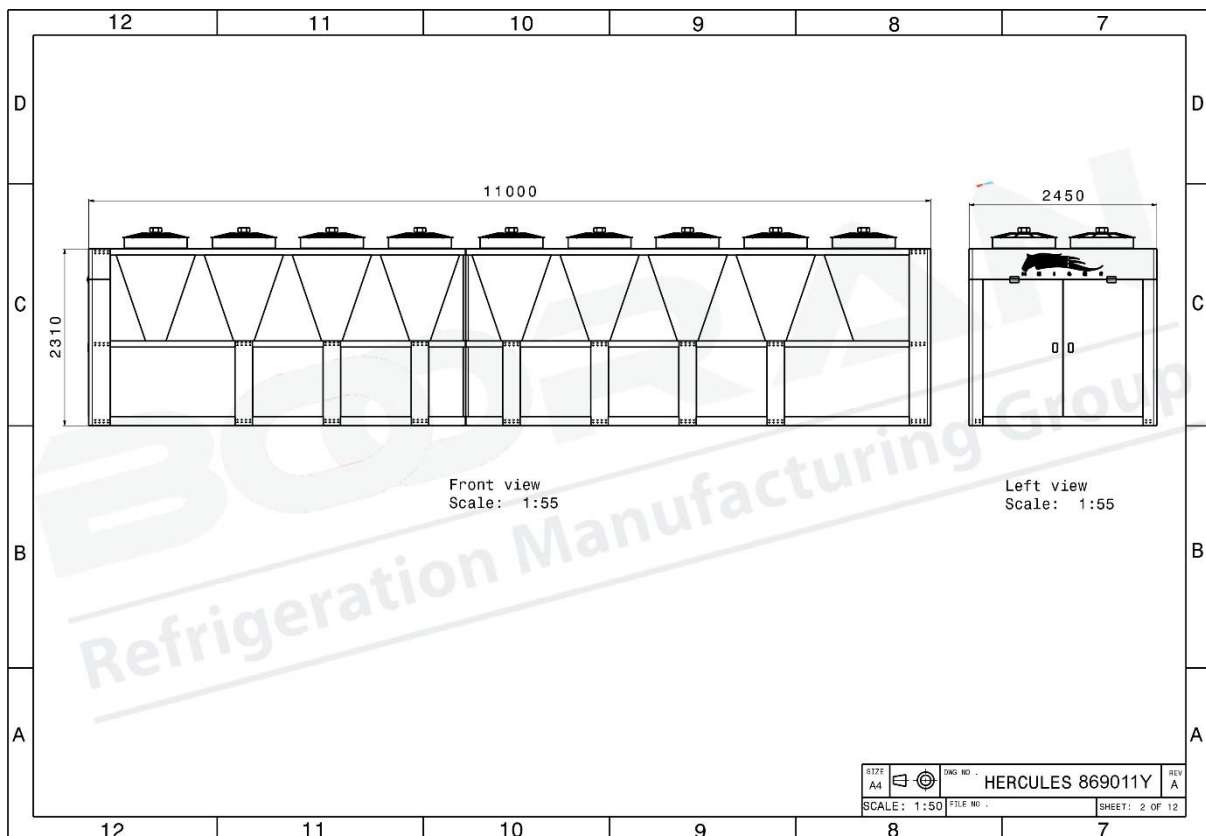 12 11 10 9 8 7
D D
11000
2450
C C
2310
MEIGEE
Front view
Scale: 1:55
Left view
Scale: 1:55
BORAN
Refrigeration Manufacturing Group
B B
A A
SIZE
A4
DWG NO .
HERCULES 869011Y
REV
A
SCALE: 1:50
FILE NO .
SHEET: 2 OF 12
12 11 10 9 8 7